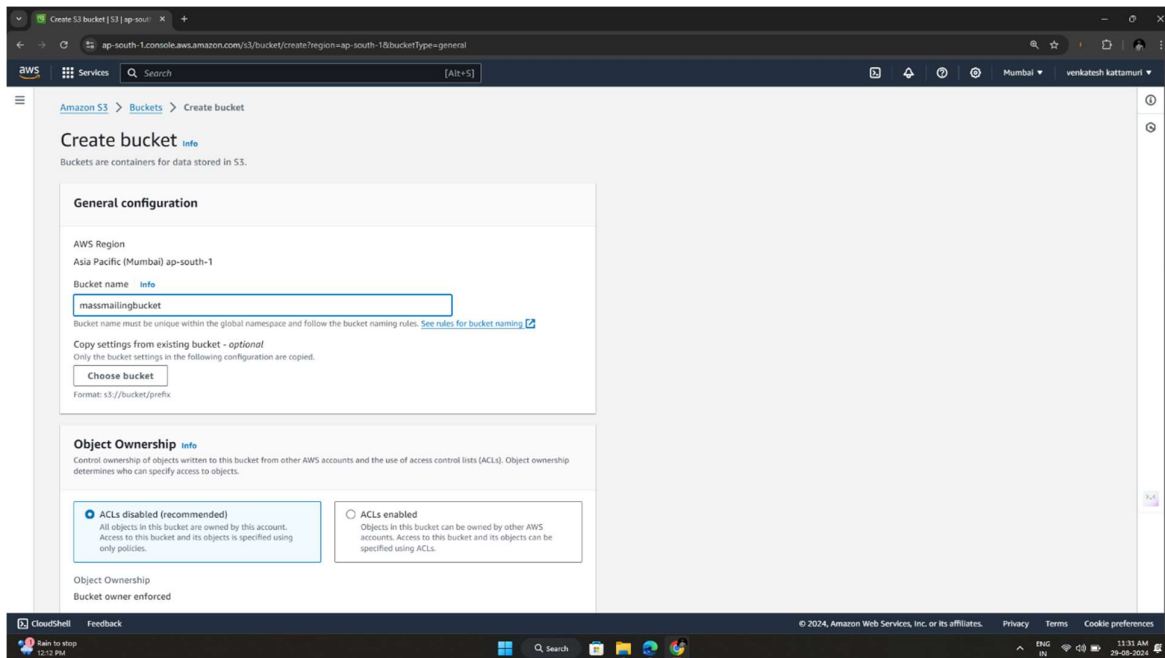 Create S3 bucket | S3 | ap-sout
ap-south-1.console.aws.amazon.com/s3/bucket/create?region=ap-south-1&bucketType=general
aws
Services
Search
[Alt+S]
Mumbai
venkatesh kattamuri
Amazon S3 > Buckets > Create bucket
Create bucket Info
Buckets are containers for data stored in S3.
General configuration
AWS Region
Asia Pacific (Mumbai) ap-south-1
Bucket name Info
massmailingbucket
Bucket name must be unique within the global namespace and follow the bucket naming rules. See rules for bucket naming
Copy settings from existing bucket - optional
Only the bucket settings in the following configuration are copied.
Choose bucket
Format: s3://bucket/prefix
Object Ownership Info
Control ownership of objects written to this bucket from other AWS accounts and the use of access control lists (ACLs). Object ownership
determines who can specify access to objects.
ACLs disabled (recommended)
All objects in this bucket are owned by this account.
Access to this bucket and its objects is specified using
only policies.
ACLs enabled
Objects in this bucket can be owned by other AWS
accounts. Access to this bucket and its objects can be
specified using ACLs.
Object Ownership
Bucket owner enforced
CloudShell
Feedback
© 2024, Amazon Web Services, Inc. or its affiliates.
Privacy
Terms
Cookie preferences
1
Rain to stop
12:12 PM
Search
ENG
IN
11:31 AM
29-08-2024